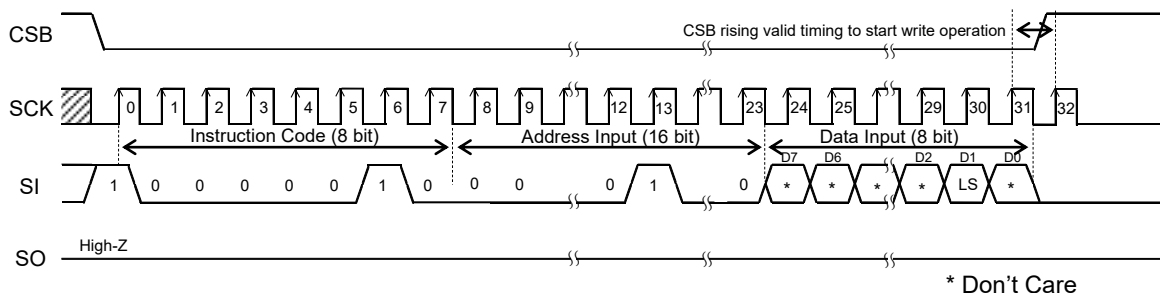 CSB
CSB rising valid timing to start write operation
SCK
0 1 2 3 4 5 6 7 8 9 12 13 23 24 25 29 30 31 32
Instruction Code (8 bit) Address Input (16 bit) Data Input (8 bit)
D7 D6 D2 D1 D0
SI
1 0 0 0 0 0 1 0 0 0 0 1 0 * * * * LS *
High-Z
SO
* Don't Care